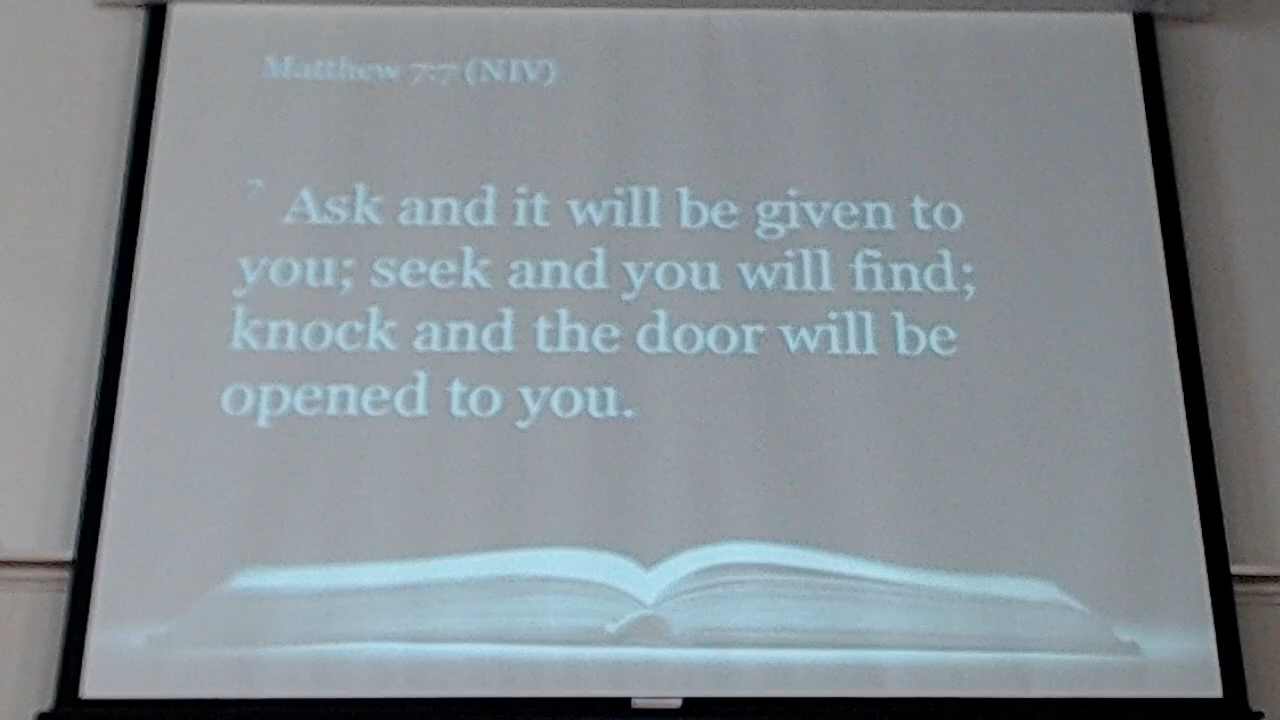 Matthew 7:7 (NIV)
7 Ask and it will be given to
you; seek and you will find;
knock and the door will be
opened to you.